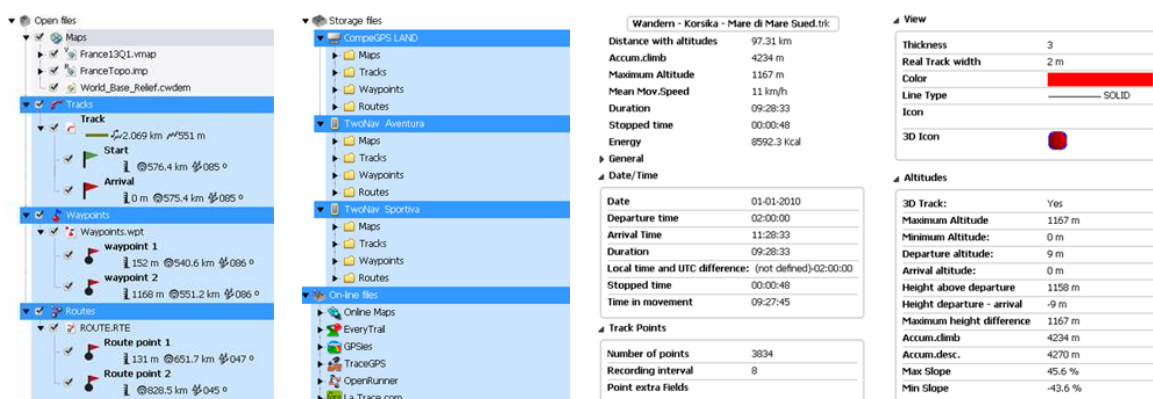 Open files
Maps
France13Q1.vmap
FranceTopo.imp
World_Base_Relief.cwdem
Tracks
Track
2.069 km 551 m
Start
576.4 km 085 º
Arrival
0 m 575.4 km 085 º
Waypoints
Waypoints.wpt
waypoint 1
152 m 540.6 km 086 º
waypoint 2
1168 m 551.2 km 086 º
Routes
ROUTE.RTE
Route point 1
131 m 651.7 km 047 º
Route point 2
828.5 km 045 º
Storage files
CompeGPS LAND
Maps
Tracks
Waypoints
Routes
TwoNav Aventura
Maps
Tracks
Waypoints
Routes
TwoNav Sportiva
Maps
Tracks
Waypoints
Routes
On-line files
Online Maps
EveryTrail
GPSies
TraceGPS
OpenRunner
La Trace.com
Wandern - Korsika - Mare di Mare Sued.trk
Distance with altitudes 97.31 km
Accum.climb 4234 m
Maximum Altitude 1167 m
Mean Mov.Speed 11 km/h
Duration 09:28:33
Stopped time 00:00:48
Energy 8592.3 Kcal
General
Date/Time
Date 01-01-2010
Departure time 02:00:00
Arrival Time 11:28:33
Duration 09:28:33
Local time and UTC difference: (not defined)-02:00:00
Stopped time 00:00:48
Time in movement 09:27:45
Track Points
Number of points 3834
Recording interval 8
Point extra Fields
View
Thickness 3
Real Track width 2 m
Color
Line Type SOLID
Icon
3D Icon
Altitudes
3D Track: Yes
Maximum Altitude 1167 m
Minimum Altitude: 0 m
Departure altitude: 9 m
Arrival altitude: 0 m
Height above departure 1158 m
Height departure - arrival -9 m
Maximum height difference 1167 m
Accum.climb 4234 m
Accum.desc. 4270 m
Max Slope 45.6 %
Min Slope -43.6 %